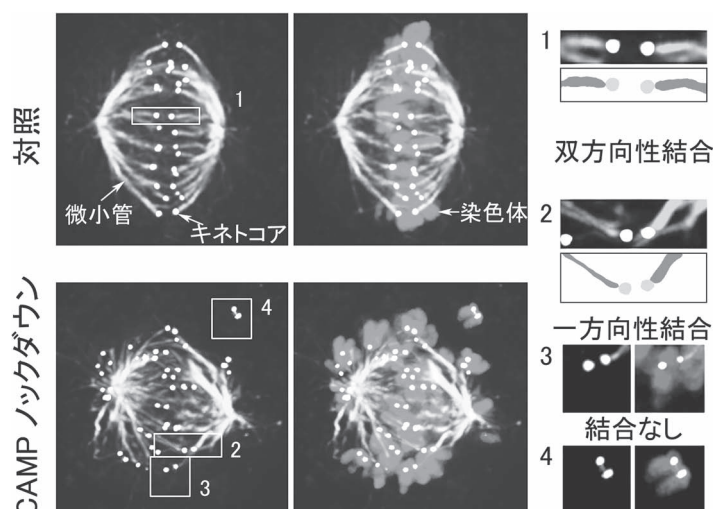 対照
1
微小管
キネトコア
染色体
1
双方向性結合
2
一方向性結合
3
結合なし
4
CAMP ノックダウン
4
2
3